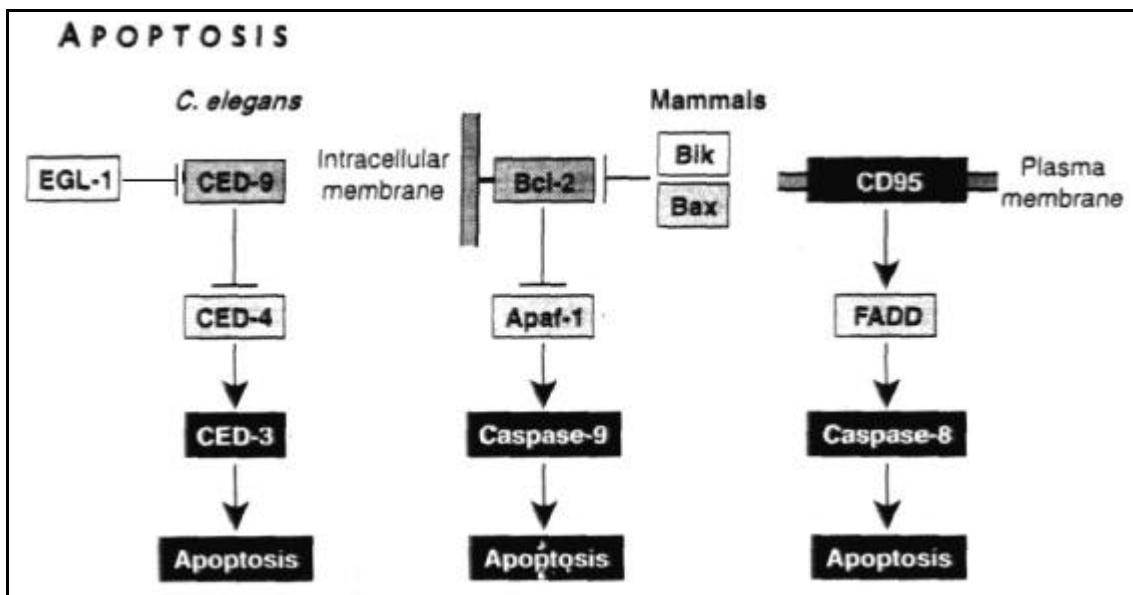 APOPTOSIS
C. elegans
Mammals
EGL-1
CED-9
Intracellular
membrane
Bcl-2
Bik
Bax
CD95
Plasma
membrane
CED-4
Apaf-1
FADD
CED-3
Caspase-9
Caspase-8
Apoptosis
Apoptosis
Apoptosis